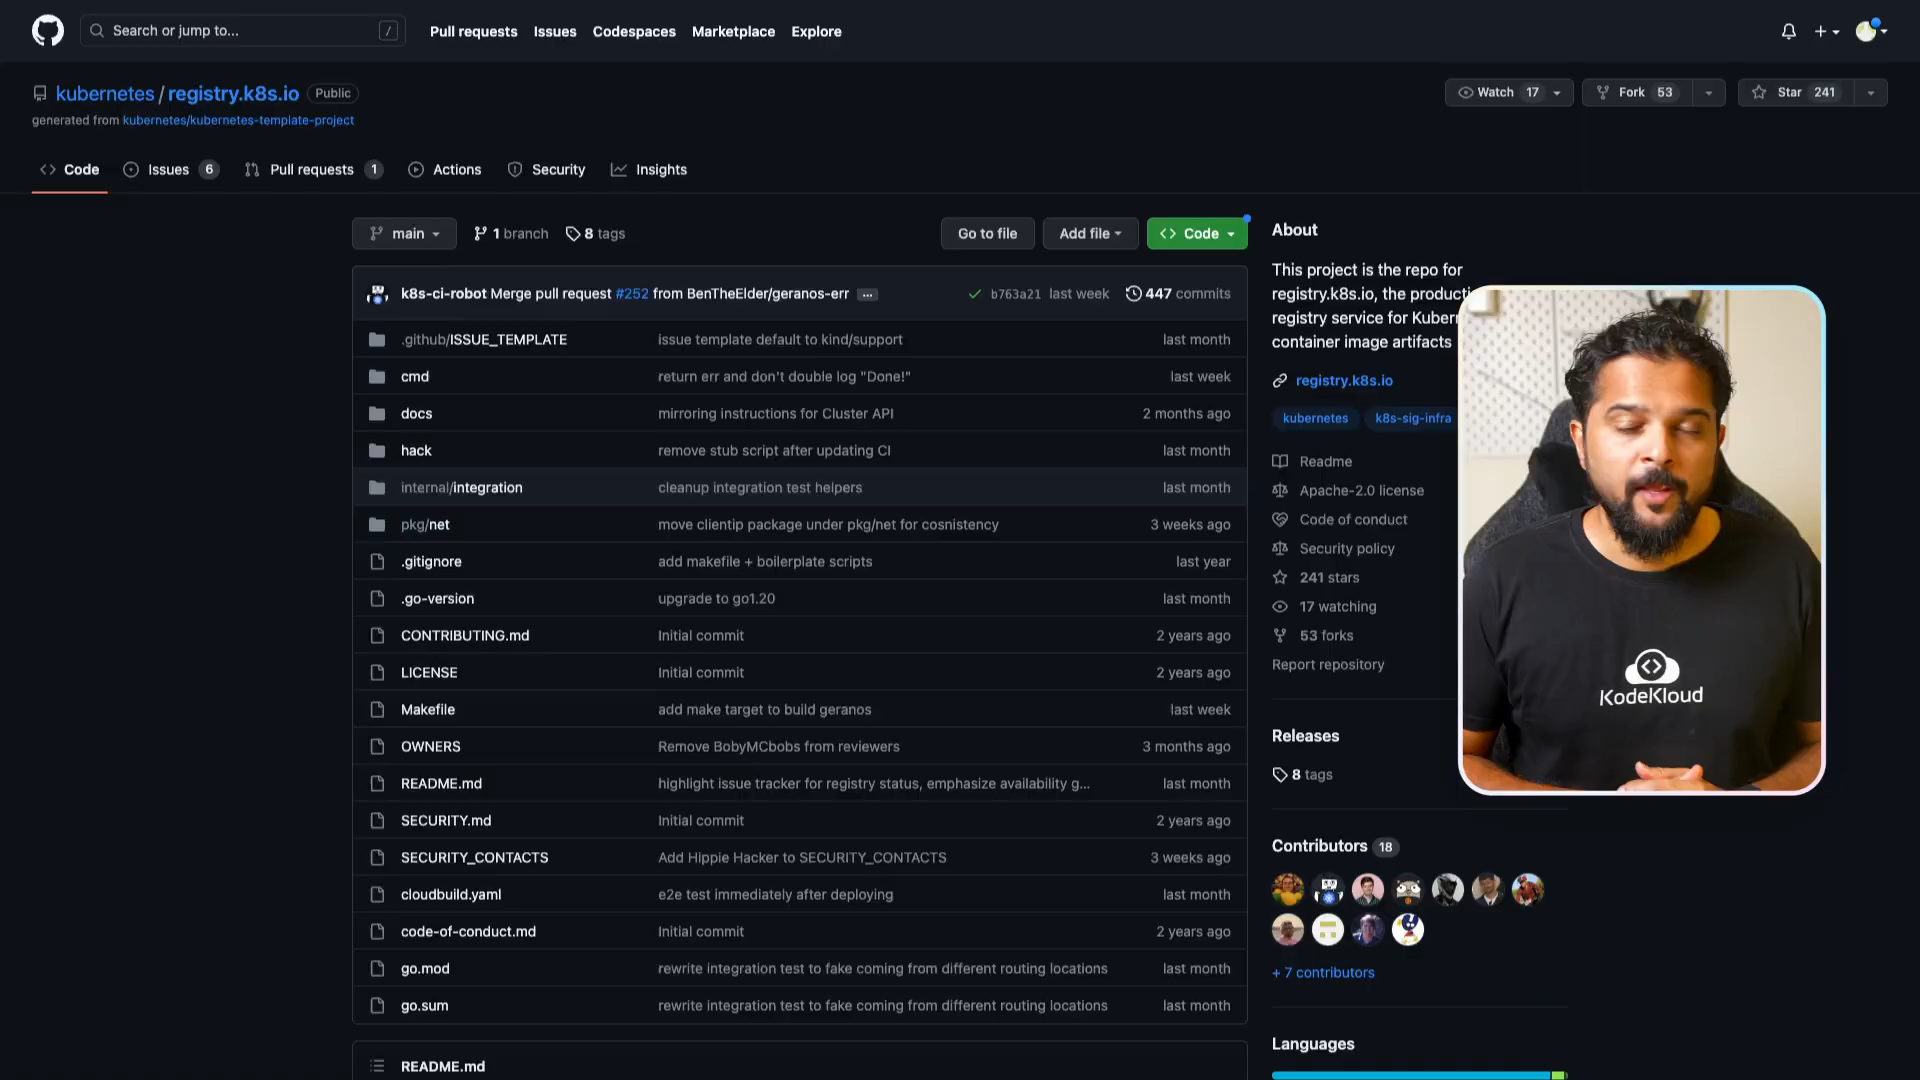 Search or jump to... /
Pull requests Issues Codespaces Marketplace Explore
kubernetes / registry.k8s.io Public
Watch 17 Fork 53 Star 241
generated from kubernetes/kubernetes-template-project
Code Issues 6 Pull requests 1 Actions Security Insights
main 1 branch 8 tags Go to file Add file Code
k8s-ci-robot Merge pull request #252 from BenTheElder/geranos-err ... b763a21 last week 447 commits
.github/ISSUE_TEMPLATE issue template default to kind/support last month
cmd return err and don't double log "Done!" last week
docs mirroring instructions for Cluster API 2 months ago
hack remove stub script after updating CI last month
internal/integration cleanup integration test helpers last month
pkg/net move clientip package under pkg/net for cosnistency 3 weeks ago
.gitignore add makefile + boilerplate scripts last year
.go-version upgrade to go1.20 last month
CONTRIBUTING.md Initial commit 2 years ago
LICENSE Initial commit 2 years ago
Makefile add make target to build geranos last week
OWNERS Remove BobyMCbobs from reviewers 3 months ago
README.md highlight issue tracker for registry status, emphasize availability g... last month
SECURITY.md Initial commit 2 years ago
SECURITY_CONTACTS Add Hippie Hacker to SECURITY_CONTACTS 3 weeks ago
cloudbuild.yaml e2e test immediately after deploying last month
code-of-conduct.md Initial commit 2 years ago
go.mod rewrite integration test to fake coming from different routing locations last month
go.sum rewrite integration test to fake coming from different routing locations last month
README.md
About
This project is the repo for
registry.k8s.io, the producti
registry service for Kuber
container image artifacts
registry.k8s.io
kubernetes k8s-sig-infra
Readme
Apache-2.0 license
Code of conduct
Security policy
241 stars
17 watching
53 forks
Report repository
Releases
8 tags
Contributors 18
+ 7 contributors
Languages
KodeKloud